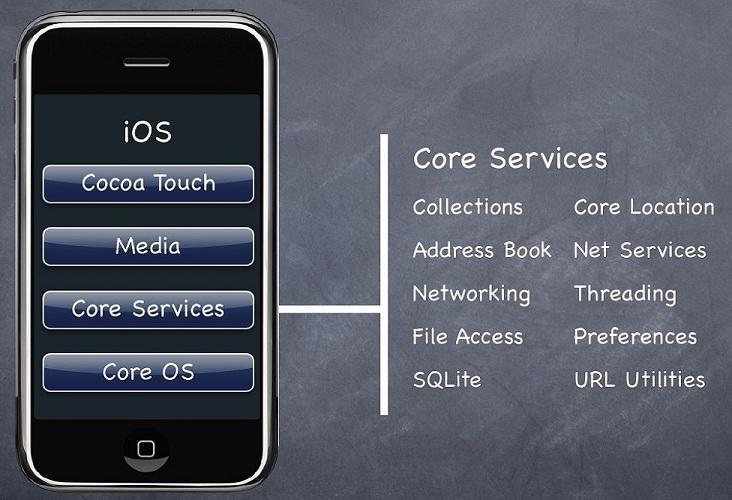 iOS
Cocoa Touch
Media
Core Services
Core OS
Core Services
Collections
Core Location
Address Book
Net Services
Networking
Threading
File Access
Preferences
SQLite
URL Utilities